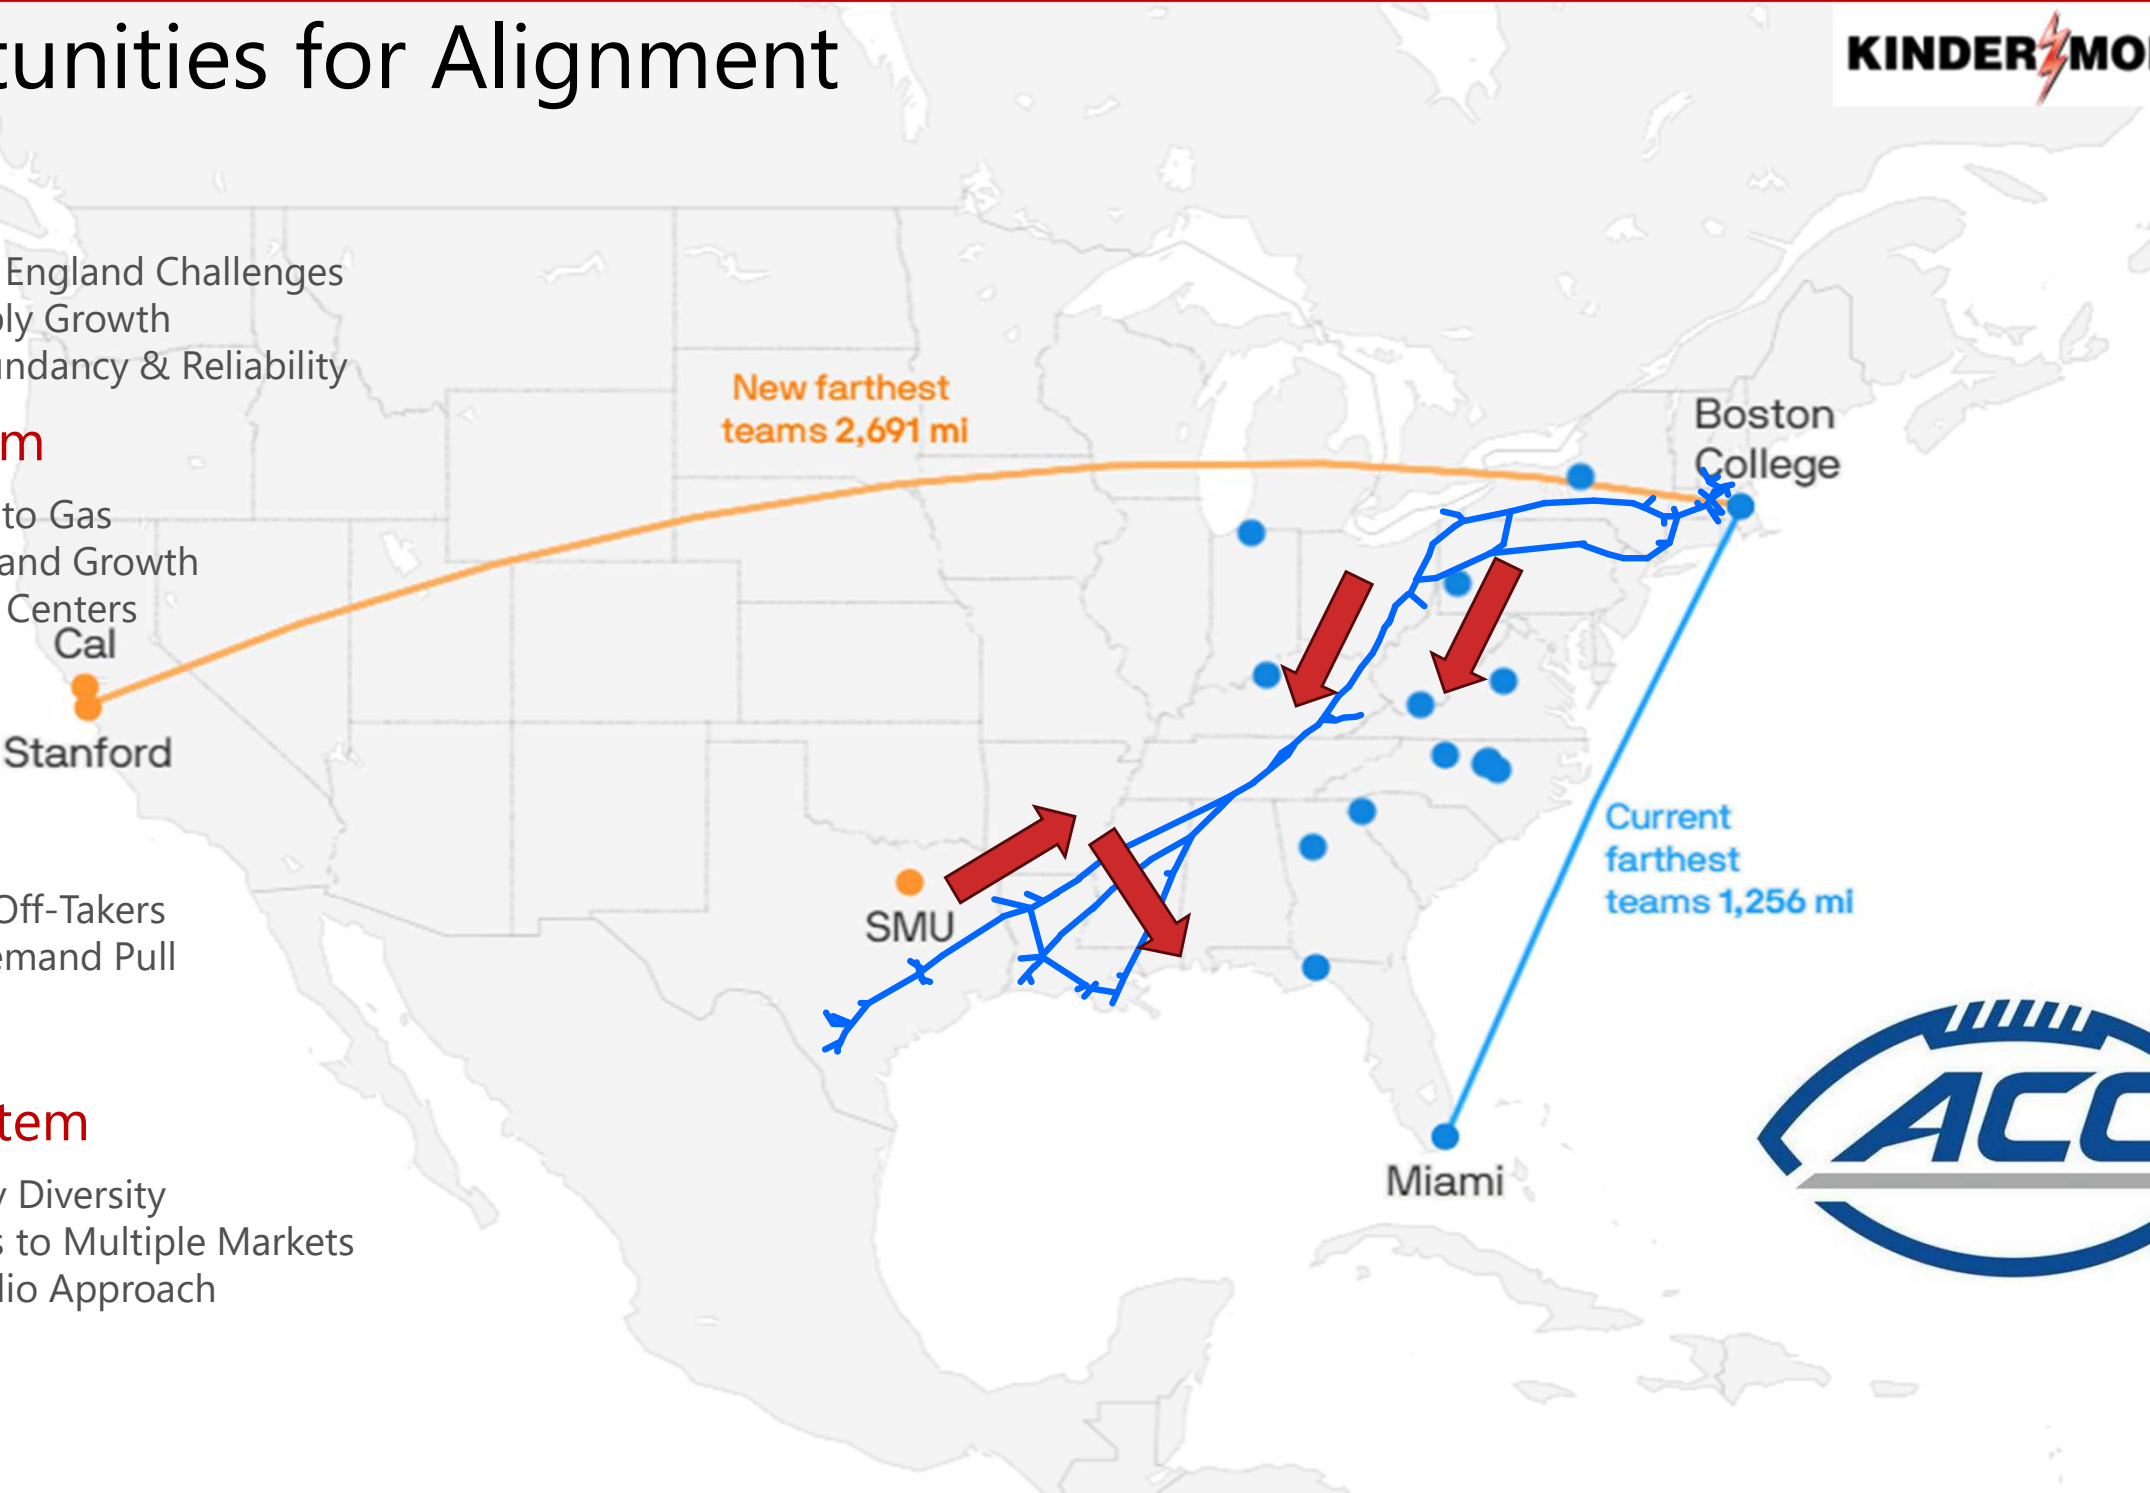 tunities for Alignment
KINDER MO
England Challenges
ply Growth
undancy & Reliability
m
to Gas
and Growth
Centers
New farthest
teams 2,691 mi
Boston
College
Cal
Stanford
SMU
Current
farthest
teams 1,256 mi
Off-Takers
emand Pull
tem
y Diversity
s to Multiple Markets
lio Approach
Miami
ACC